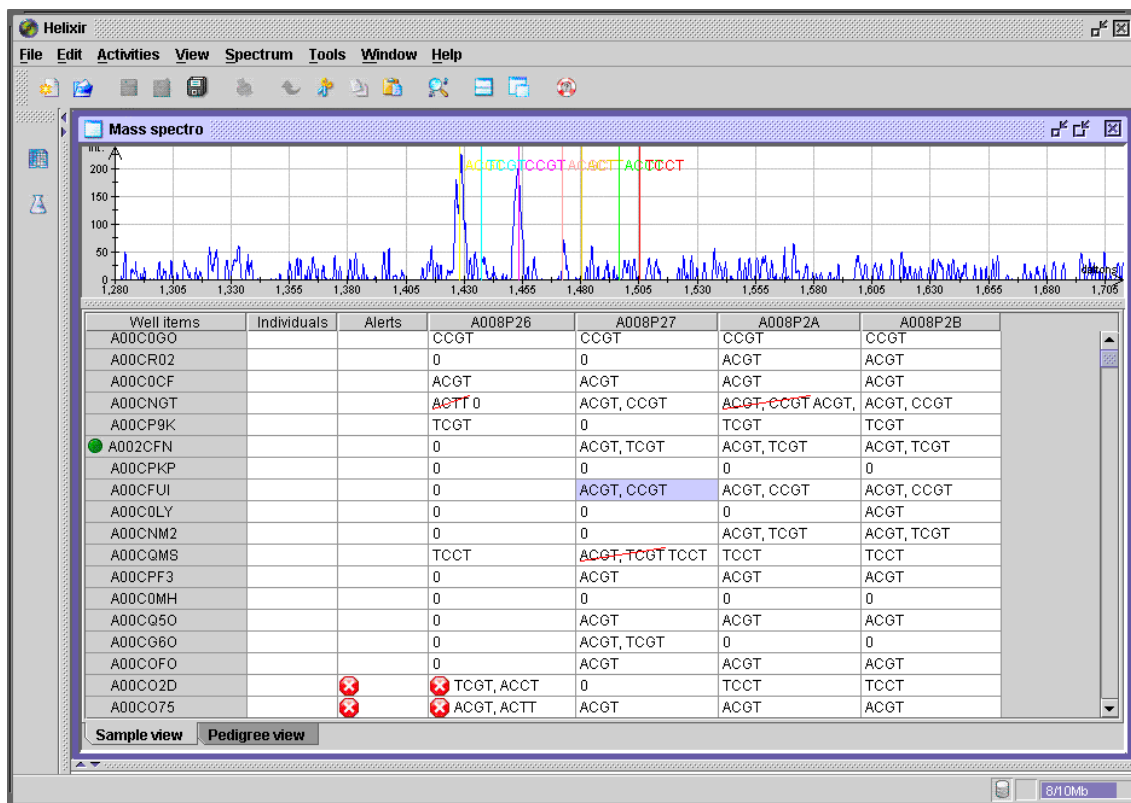 Helixir
File Edit Activities View Spectrum Tools Window Help
Mass spectro
200
150
100
50
0
1,280 1,305 1,330 1,355 1,380 1,405 1,430 1,455 1,480 1,505 1,530 1,555 1,580 1,605 1,630 1,655 1,680 1,705
daltons
Well items Individuals Alerts A008P26 A008P27 A008P2A A008P2B
A00C0GO CCGT CCGT CCGT CCGT
A00CR02 0 0 ACGT ACGT
A00C0CF ACGT ACGT ACGT ACGT
A00CNGT ACTT 0 ACGT, CCGT ACGT, CCGT ACGT, ACGT, CCGT
A00CP9K TCGT 0 TCGT TCGT
A002CFN 0 ACGT, TCGT ACGT, TCGT ACGT, TCGT
A00CPKP 0 0 0 0
A00CFUI 0 ACGT, CCGT ACGT, CCGT ACGT, CCGT
A00C0LY 0 0 0 ACGT
A00CNM2 0 0 ACGT, TCGT ACGT, TCGT
A00CQMS TCCT ACGT, TCGT TCCT TCCT TCCT
A00CPF3 0 ACGT ACGT ACGT
A00C0MH 0 0 0 0
A00CQ5O 0 ACGT ACGT ACGT
A00CG6O 0 ACGT, TCGT 0 0
A00COFO 0 ACGT ACGT ACGT
A00CO2D TCGT, ACCT 0 TCCT TCCT
A00CO75 ACGT, ACTT ACGT ACGT ACGT
Sample view Pedigree view
8/10Mb